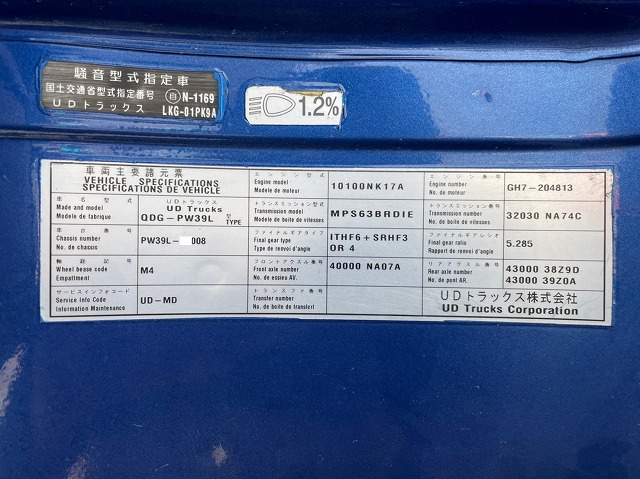 騒音型式指定車
国土交通省型式指定番号 自 N-1169
UDトラックス LKG-01PK9A
1.2%
車両主要諸元票
VEHICLE SPECIFICATIONS
SPECIFICATIONS DE VEHICLE
車名型式 UDトラックス
Made and model UD Trucks
Modele de fabrique QDG-PW39L 型 TYPE
車台番号
Chassis number PW39L- 008
No. de chassis
軸距記号
Wheel bease code M4
Empattment
サービスインフォコード
Service Info Code UD-MD
Information Maintenance
エンジン型式
Engine model 10100NK17A
Modele de moteur
トランスミッション型式
Transmission model MPS63BRDIE
Modele de boite de vitesses
ファイナルギアタイプ ITHF6+SRHF3
Final gear type OR 4
Type de renvoi d'angle
フロントアクスル番号
Front axle number 40000 NA07A
No. de essieu AV.
トランスファ番号
Transfer number
No. de boite de transfert
エンジン番号
Engine number GH7-204813
No. de moteur
トランスミッション番号
Transmission number 32030 NA74C
No. de boite de vitesses
ファイナルギアレシオ
Final gear ratio 5.285
Rapport de renvoi d'angle
リアアクスル番号 43000 38Z9D
Rear axle number 43000 39Z0A
No. de pont AR.
UDトラックス株式会社
UD Trucks Corporation